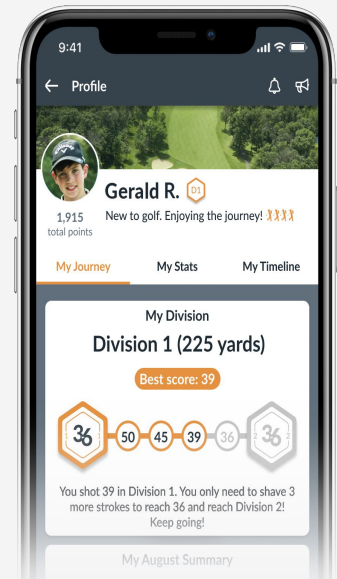 9:41
Profile
Gerald R. D1
1,915
total points
New to golf. Enjoying the journey!
My Journey My Stats My Timeline
My Division
Division 1 (225 yards)
Best score: 39
36 50 45 39 36 36
You shot 39 in Division 1. You only need to shave 3
more strokes to reach 36 and reach Division 2!
Keep going!
My August Summary